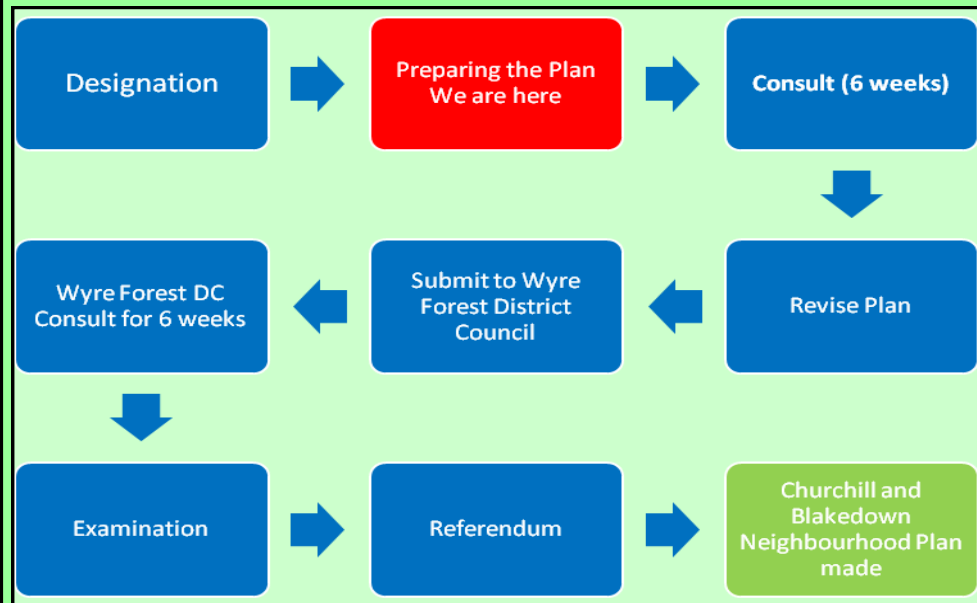 Designation
Preparing the Plan
We are here
Consult (6 weeks)
Revise Plan
Submit to Wyre
Forest District
Council
Wyre Forest DC
Consult for 6 weeks
Examination
Referendum
Churchill and
Blakedown
Neighbourhood Plan
made